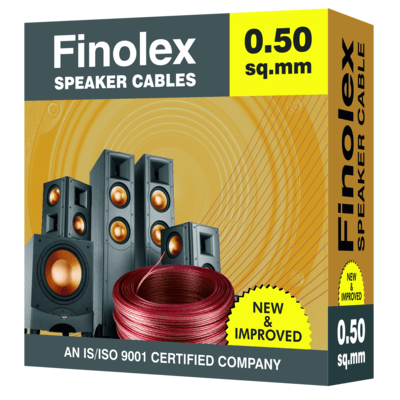 Finolex
SPEAKER CABLES
0.50
sq.mm
NEW
&
IMPROVED
AN IS/ISO 9001 CERTIFIED COMPANY
Finolex
SPEAKER CABLE
NEW
&
IMPROVED
0.50
sq.mm